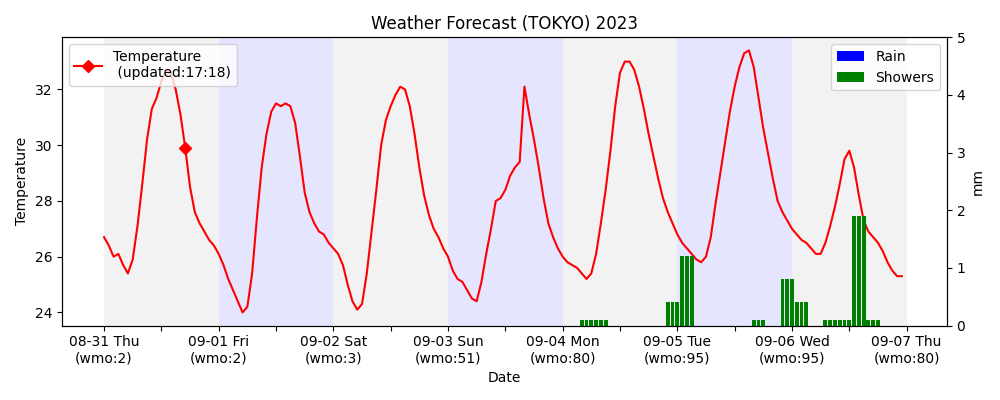 Weather Forecast (TOKYO) 2023
Temperature
(updated:17:18)
Rain
Showers
32
30
28
26
24
Temperature
5
4
3
2
1
0
mm
08-31 Thu
(wmo:2)
09-01 Fri
(wmo:2)
09-02 Sat
(wmo:3)
09-03 Sun
(wmo:51)
09-04 Mon
(wmo:80)
09-05 Tue
(wmo:95)
09-06 Wed
(wmo:95)
09-07 Thu
(wmo:80)
Date